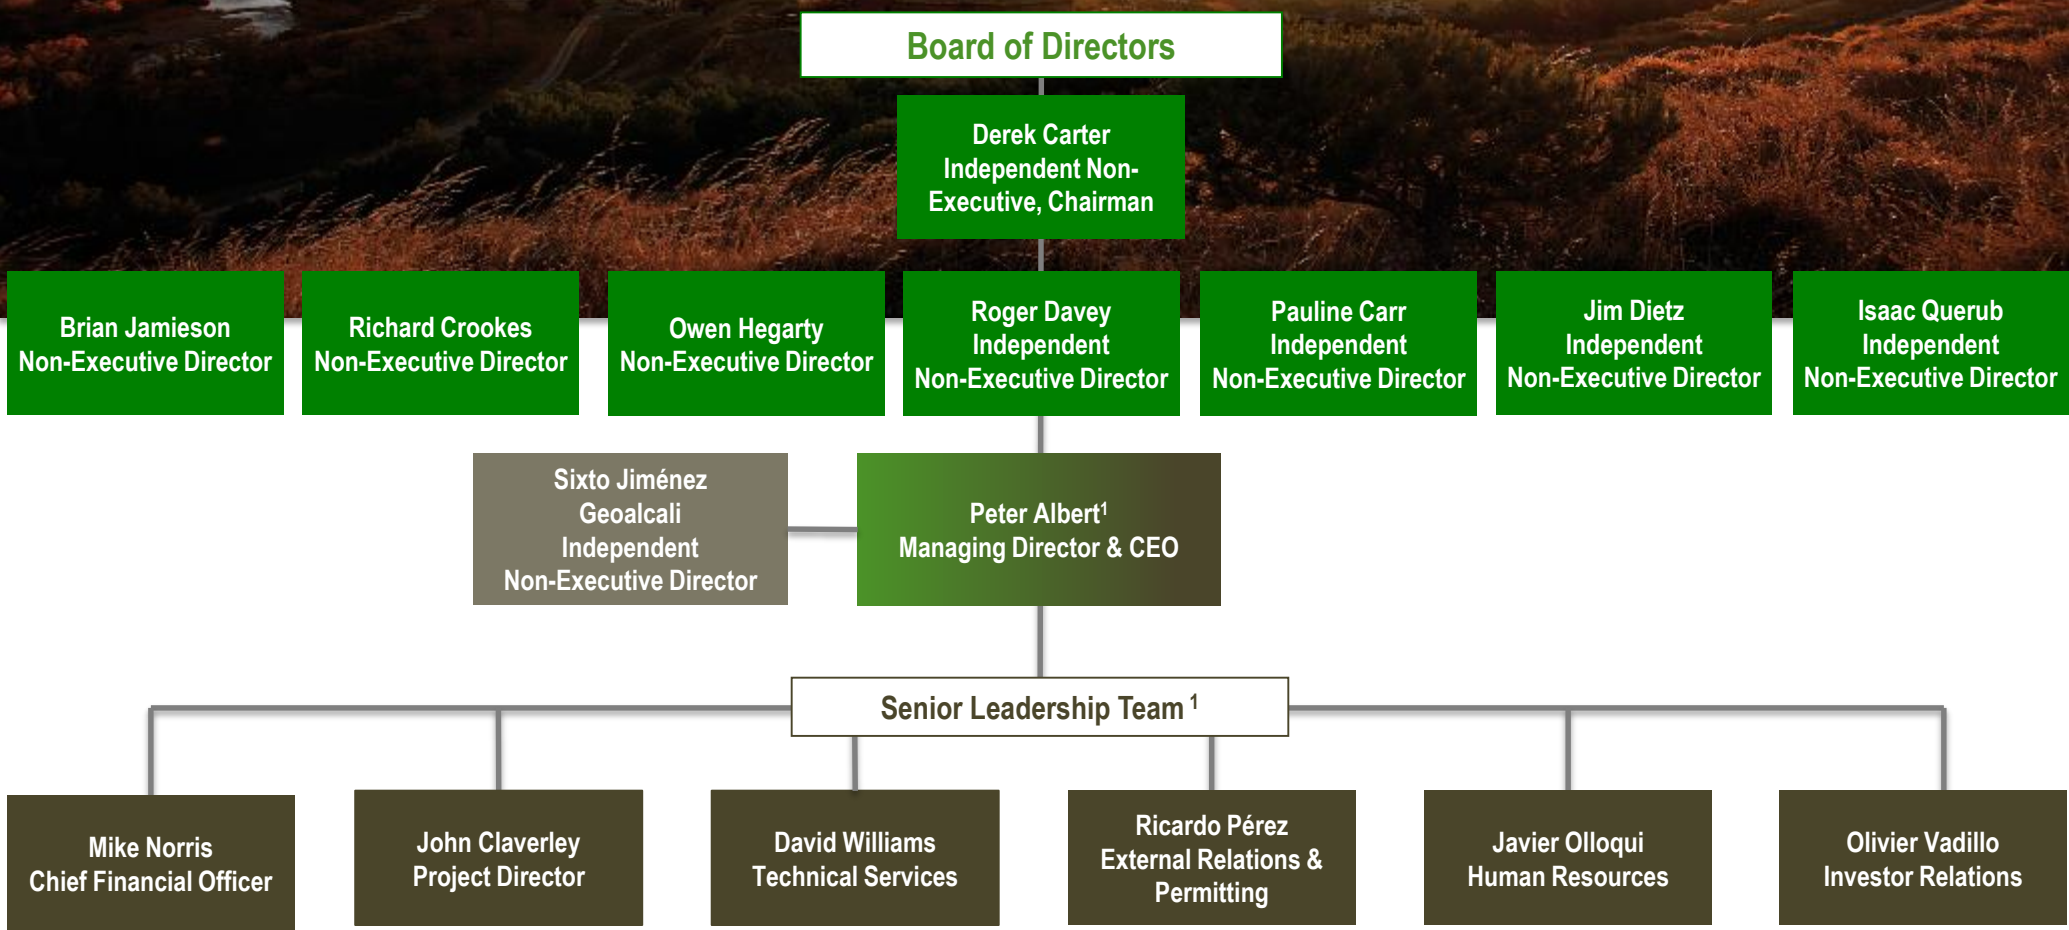 Board of Directors
Derek Carter
Independent Non-
Executive, Chairman
Brian Jamieson
Non-Executive Director
Richard Crookes
Non-Executive Director
Owen Hegarty
Non-Executive Director
Roger Davey
Independent
Non-Executive Director
Pauline Carr
Independent
Non-Executive Director
Jim Dietz
Independent
Non-Executive Director
Isaac Querub
Independent
Non-Executive Director
Sixto Jiménez
Geoalcali
Independent
Non-Executive Director
Peter Albert¹
Managing Director & CEO
Senior Leadership Team ¹
Mike Norris
Chief Financial Officer
John Claverley
Project Director
David Williams
Technical Services
Ricardo Pérez
External Relations &
Permitting
Javier Olloqui
Human Resources
Olivier Vadillo
Investor Relations